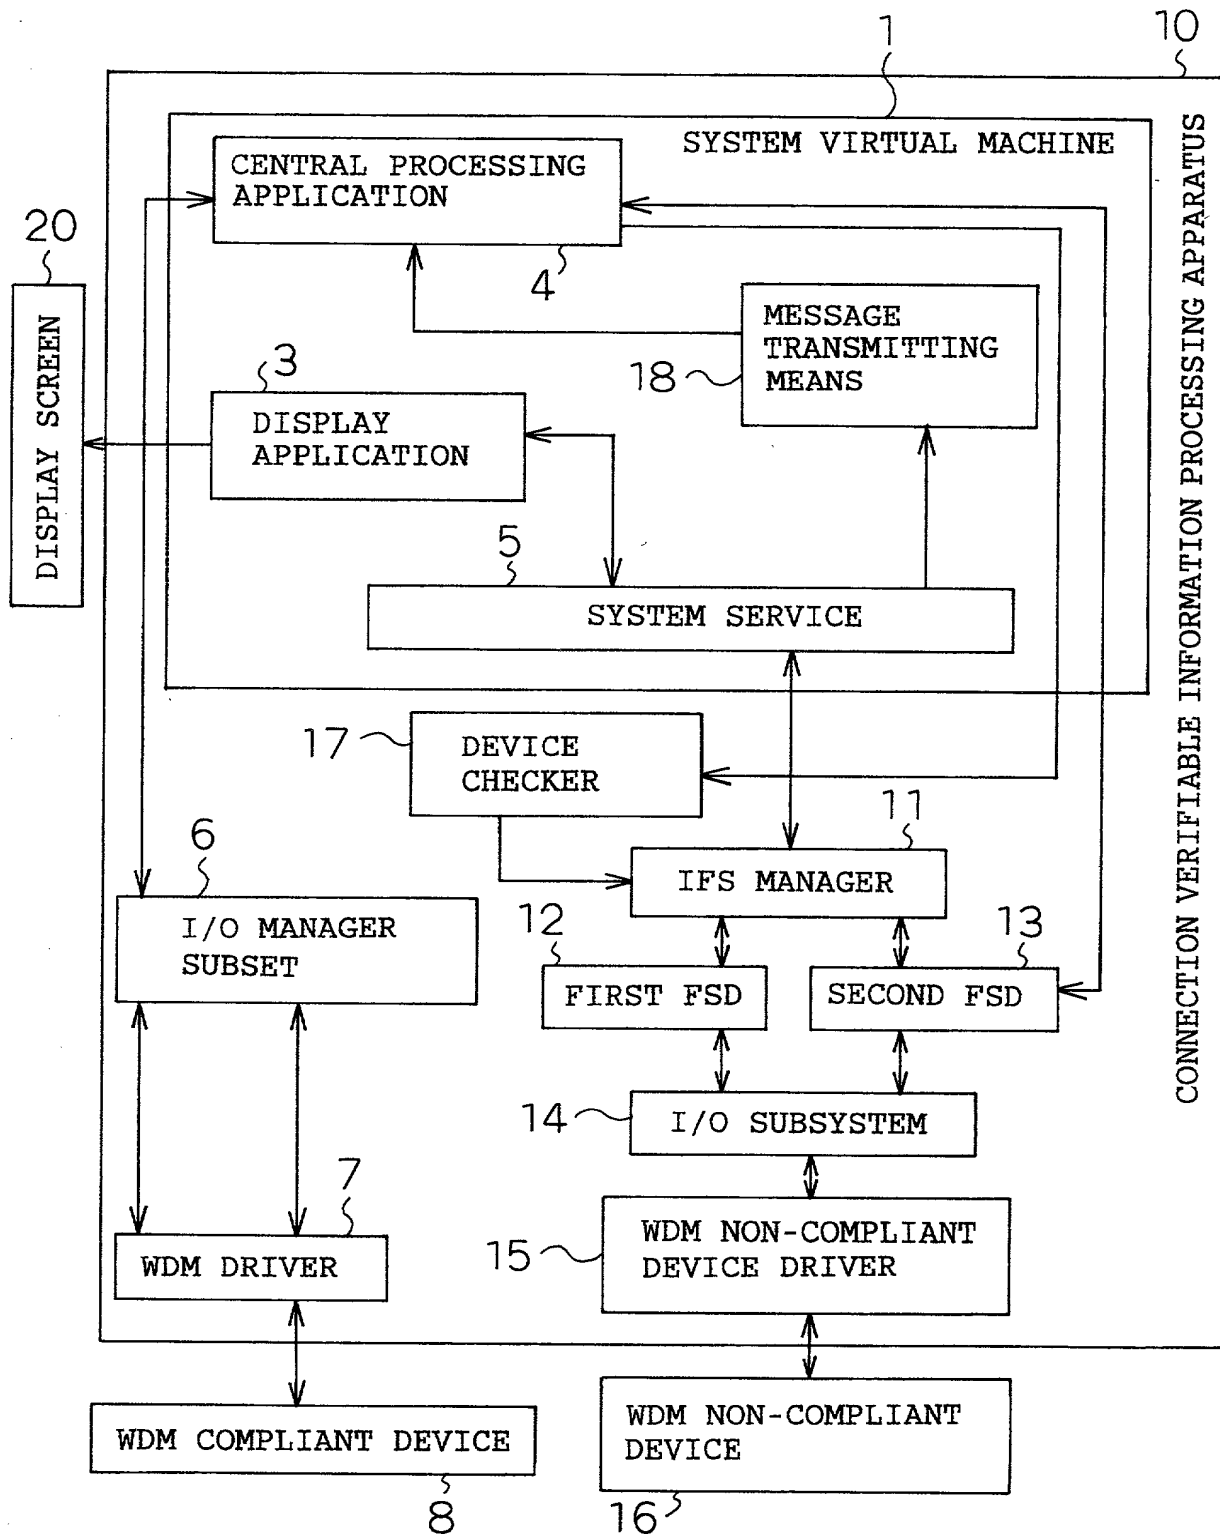 10
1
SYSTEM VIRTUAL MACHINE
CENTRAL PROCESSING
APPLICATION
4
20
DISPLAY SCREEN
MESSAGE
TRANSMITTING
MEANS
18
3
DISPLAY
APPLICATION
5
SYSTEM SERVICE
CONNECTION VERIFIABLE INFORMATION PROCESSING APPARATUS
17
DEVICE
CHECKER
11
IFS MANAGER
6
I/O MANAGER
SUBSET
12
FIRST FSD
13
SECOND FSD
14
I/O SUBSYSTEM
7
WDM DRIVER
15
WDM NON-COMPLIANT
DEVICE DRIVER
WDM COMPLIANT DEVICE
8
WDM NON-COMPLIANT
DEVICE
16